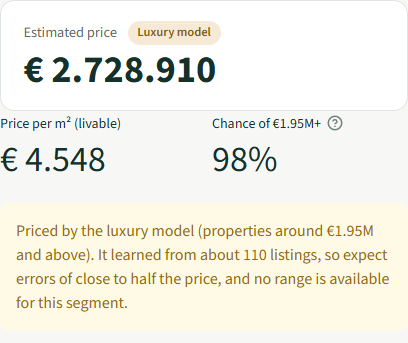 Estimated price Luxury model
€ 2.728.910
Price per m² (livable) Chance of €1.95M+ ?
€ 4.548 98%
Priced by the luxury model (properties around €1.95M
and above). It learned from about 110 listings, so expect
errors of close to half the price, and no range is available
for this segment.